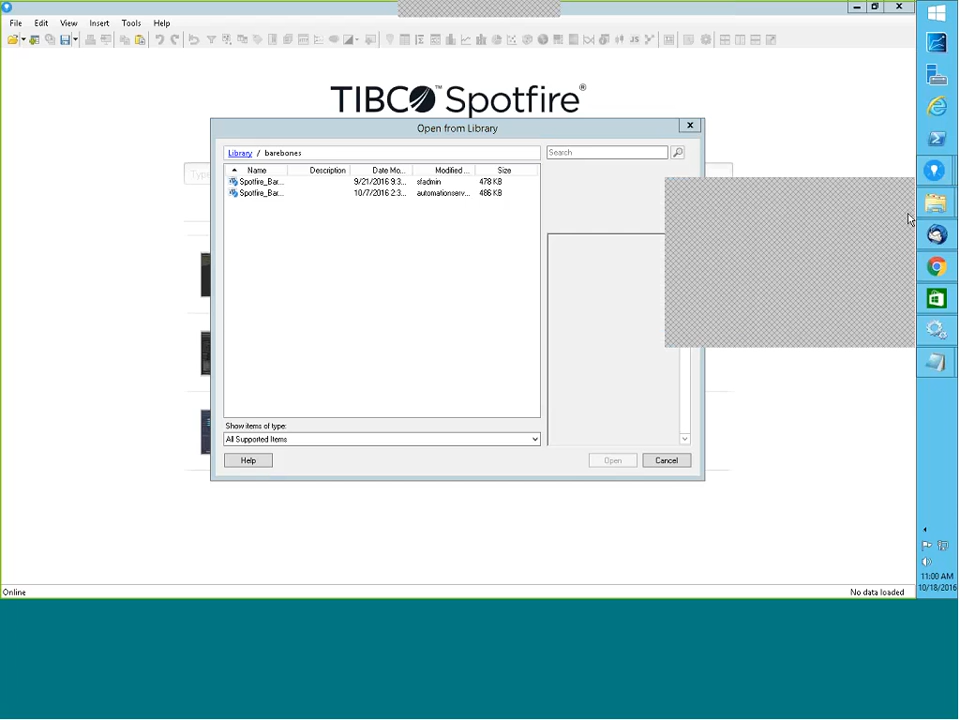 File Edit View Insert Tools Help
JS
TIBCO™ Spotfire®
Open from Library
Library / barebones
Search
Name Description Date Mo... Modified ... Size
Spotfire_Bar... 9/21/2016 9:3... sfadmin 478 KB
Spotfire_Bar... 10/7/2016 2:3... automationserv... 486 KB
Type
Show items of type:
All Supported Items
Help Open Cancel
11:00 AM
10/18/2016
Online No data loaded